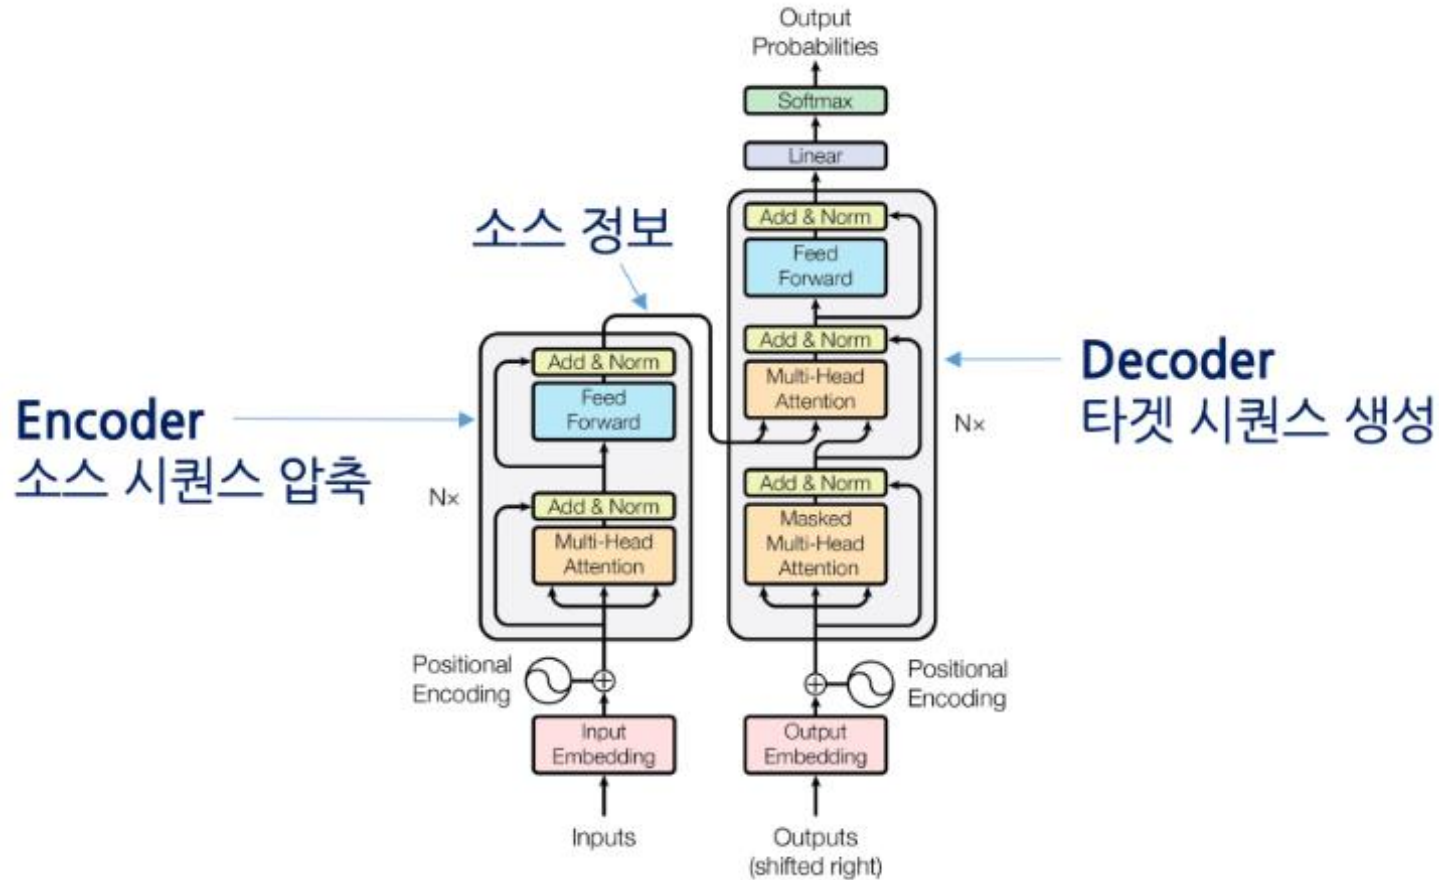 Output
Probabilities
Softmax
Linear
Add & Norm
Feed
Forward
Add & Norm
Multi-Head
Attention
Add & Norm
Masked
Multi-Head
Attention
N×
Positional
Encoding
Output
Embedding
Outputs
(shifted right)
Decoder
타겟 시퀀스 생성
소스 정보
Encoder
소스 시퀀스 압축
Add & Norm
Feed
Forward
N×
Add & Norm
Multi-Head
Attention
Positional
Encoding
Input
Embedding
Inputs